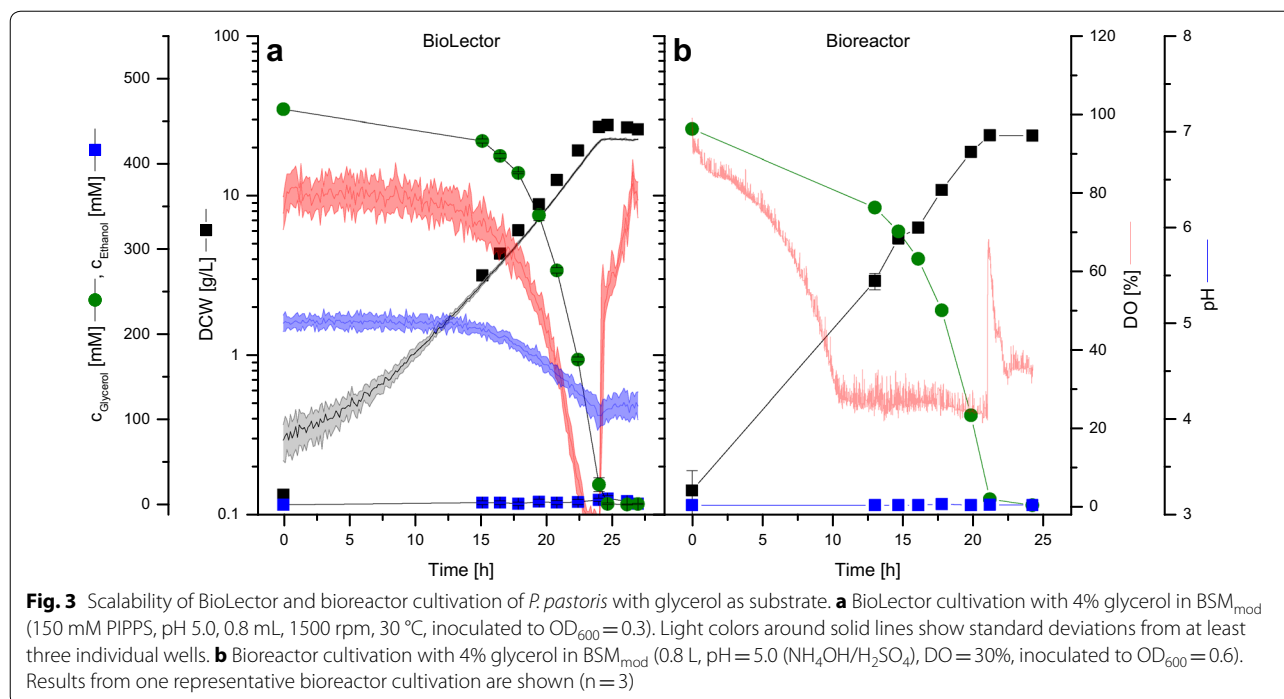 BioLector
Bioreactor
a
b
c_Glycerol [mM] , c_Ethanol [mM]
0
100
200
300
400
500
DCW [g/L]
0.1
1
10
100
0 5 10 15 20 25
Time [h]
0 5 10 15 20 25
Time [h]
DO [%]
0
20
40
60
80
100
120
pH
3
4
5
6
7
8
Fig. 3 Scalability of BioLector and bioreactor cultivation of P. pastoris with glycerol as substrate. a BioLector cultivation with 4% glycerol in BSM_mod
(150 mM PIPPS, pH 5.0, 0.8 mL, 1500 rpm, 30 °C, inoculated to OD_600 = 0.3). Light colors around solid lines show standard deviations from at least
three individual wells. b Bioreactor cultivation with 4% glycerol in BSM_mod (0.8 L, pH = 5.0 (NH_4OH/H_2SO_4), DO = 30%, inoculated to OD_600 = 0.6).
Results from one representative bioreactor cultivation are shown (n = 3)